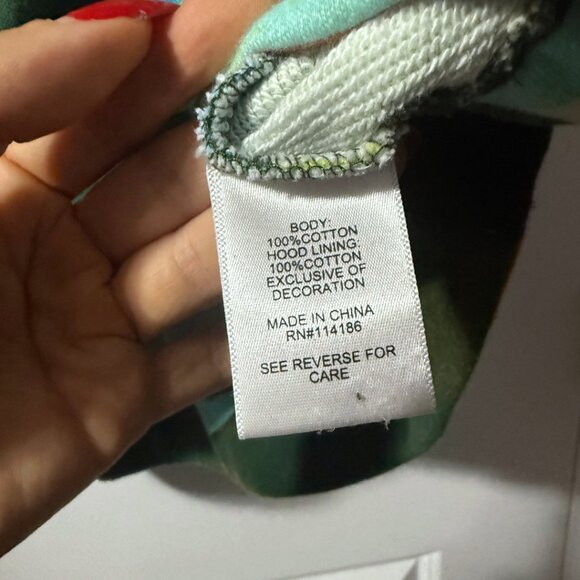 BODY:
100%COTTON
HOOD LINING:
100%COTTON
EXCLUSIVE OF
DECORATION
MADE IN CHINA
RN#114186
SEE REVERSE FOR
CARE